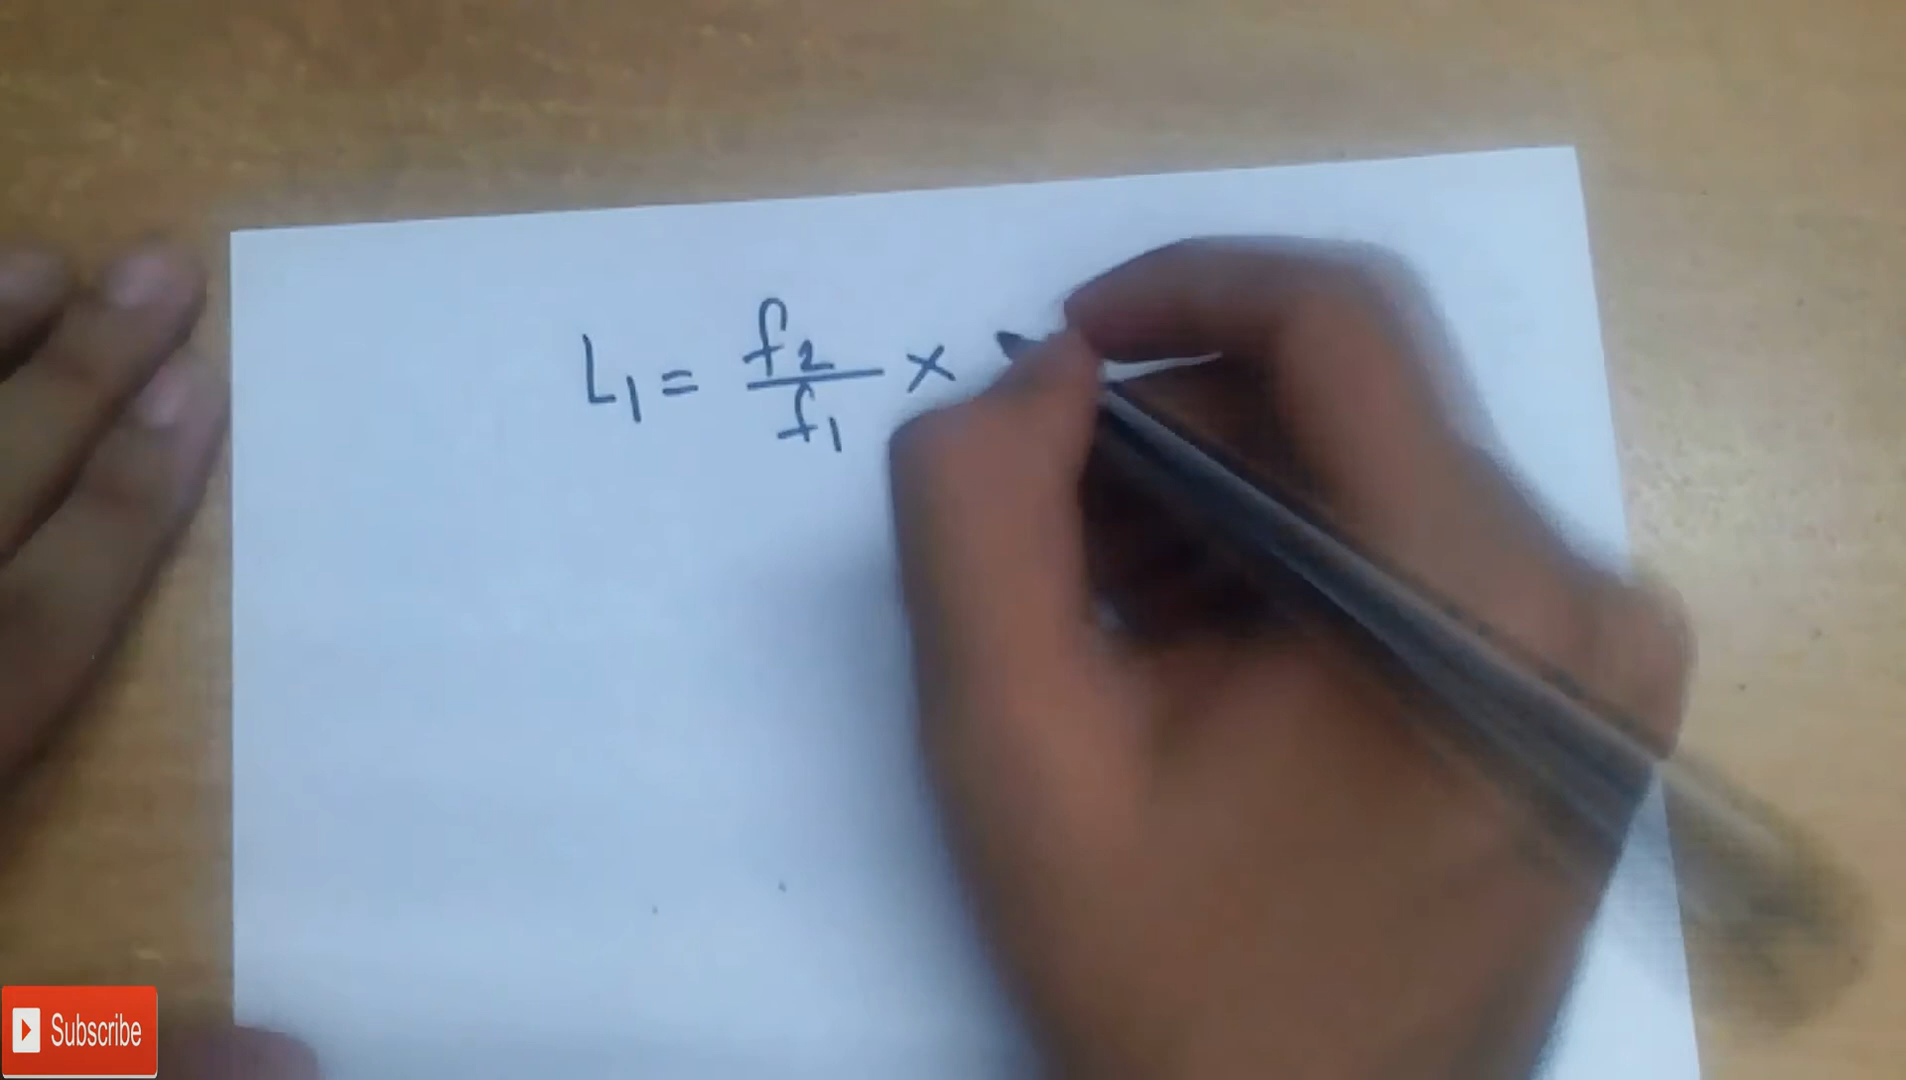 L₁ = f₂/f₁ ×
Subscribe